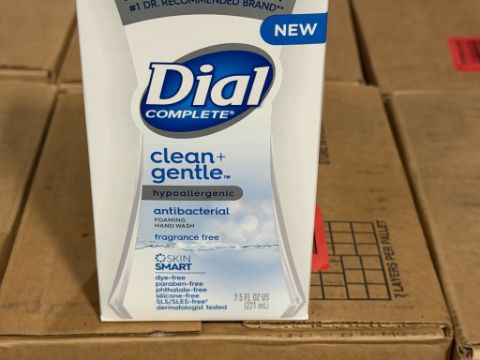 #1 DR. RECOMMENDED BRAND**
NEW
Dial
COMPLETE®
clean+
gentle™
hypoallergenic
antibacterial
FOAMING
HAND WASH
fragrance free
SKIN
SMART
dye-free
paraben-free
phthalate-free
silicone-free
SLS/SLES-free†
dermatologist tested
7.5 FL OZ US
(221 mL)
7 LAYERS PER PALLET